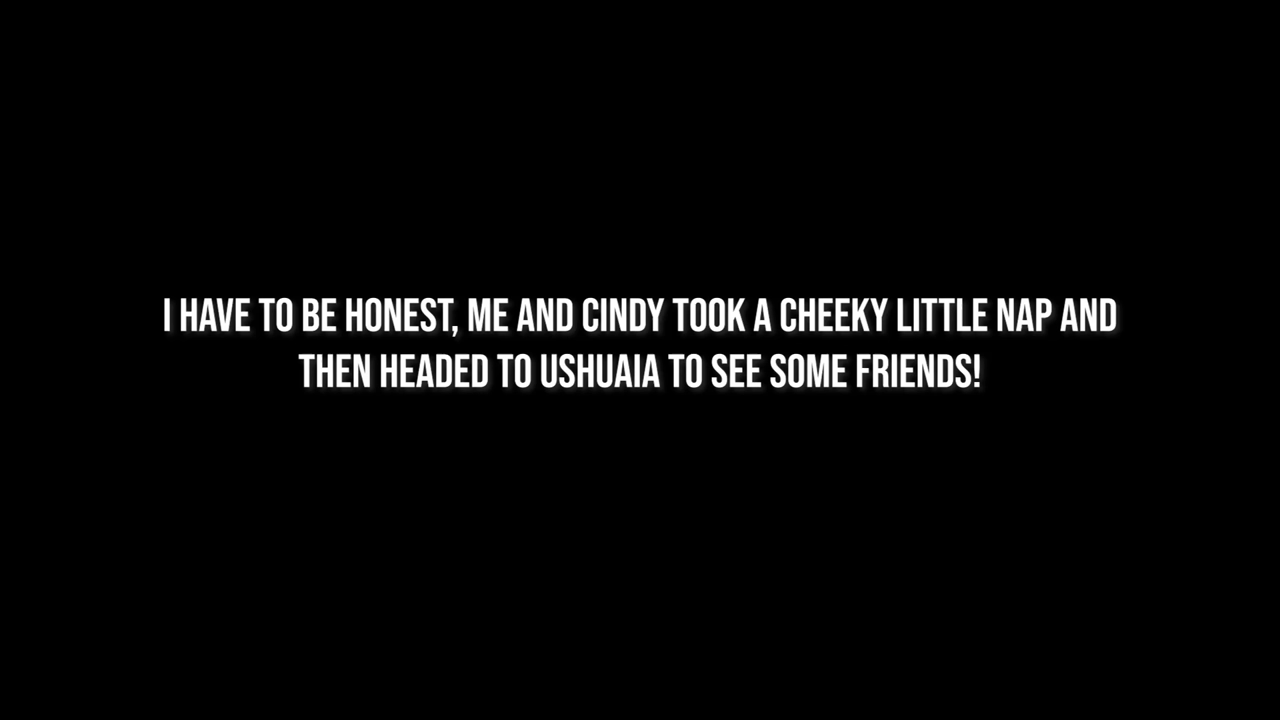 I HAVE TO BE HONEST, ME AND CINDY TOOK A CHEEKY LITTLE NAP AND
THEN HEADED TO USHUAIA TO SEE SOME FRIENDS!